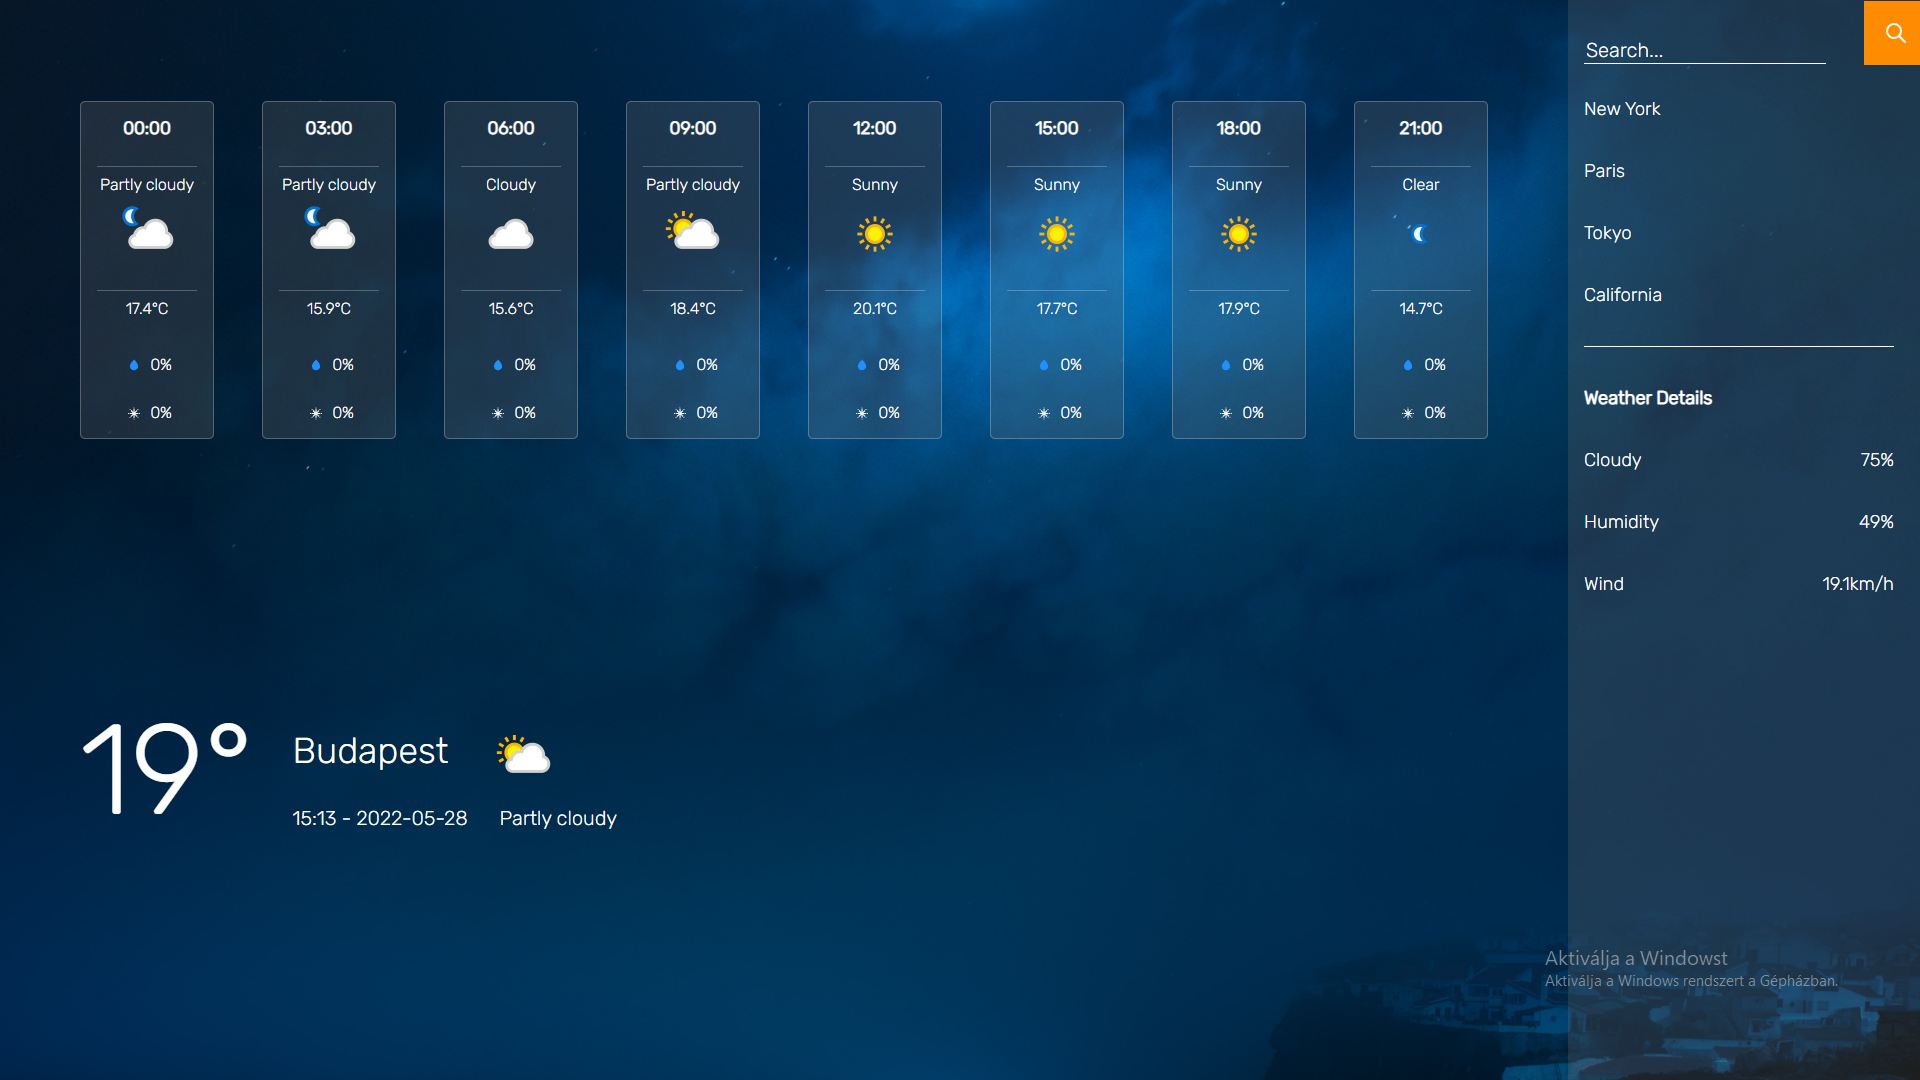 Search...
00:00
Partly cloudy
17.4°C
0%
0%
03:00
Partly cloudy
15.9°C
0%
0%
06:00
Cloudy
15.6°C
0%
0%
09:00
Partly cloudy
18.4°C
0%
0%
12:00
Sunny
20.1°C
0%
0%
15:00
Sunny
17.7°C
0%
0%
18:00
Sunny
17.9°C
0%
0%
21:00
Clear
14.7°C
0%
0%
New York
Paris
Tokyo
California
Weather Details
Cloudy 75%
Humidity 49%
Wind 19.1km/h
19°
Budapest
15:13 - 2022-05-28
Partly cloudy
Aktiválja a Windowst
Aktiválja a Windows rendszert a Gépházban.